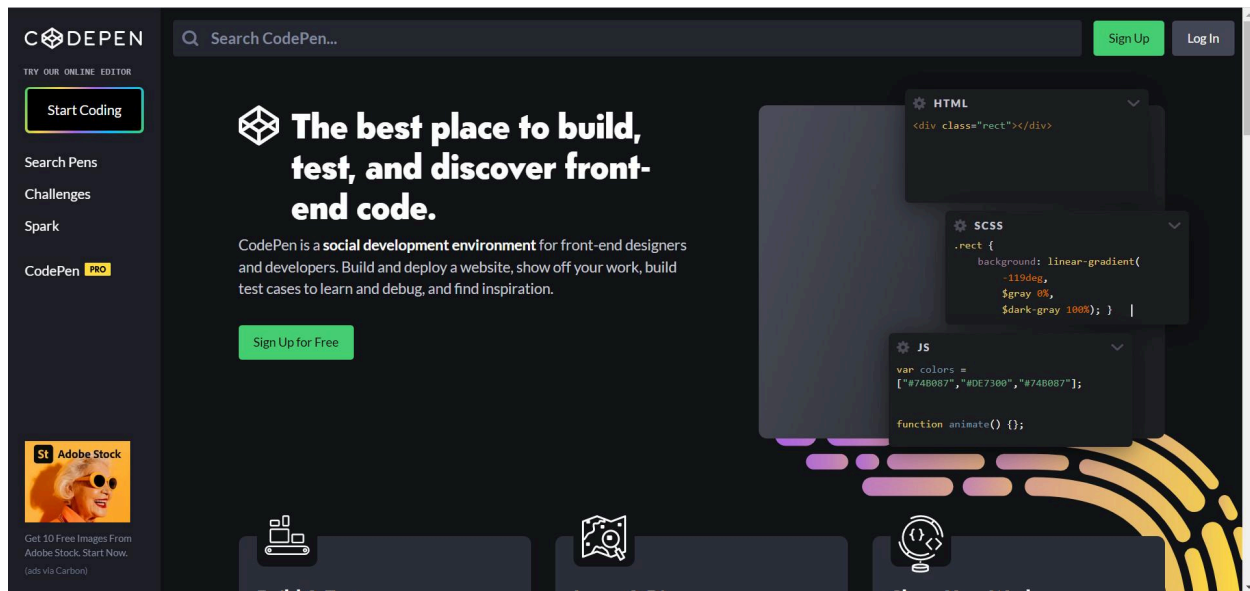 CODEPEN
TRY OUR ONLINE EDITOR
Start Coding
Search Pens
Challenges
Spark
CodePen PRO
St Adobe Stock
Get 10 Free Images From
Adobe Stock. Start Now.
(ads via Carbon)
Search CodePen...
Sign Up
Log In
The best place to build,
test, and discover front-
end code.
CodePen is a social development environment for front-end designers
and developers. Build and deploy a website, show off your work, build
test cases to learn and debug, and find inspiration.
Sign Up for Free
HTML
<div class="rect"></div>
SCSS
.rect {
background: linear-gradient(
-119deg,
$gray 0%,
$dark-gray 100%); }
JS
var colors =
["#74B087","#DE7300","#74B087"];
function animate() {};